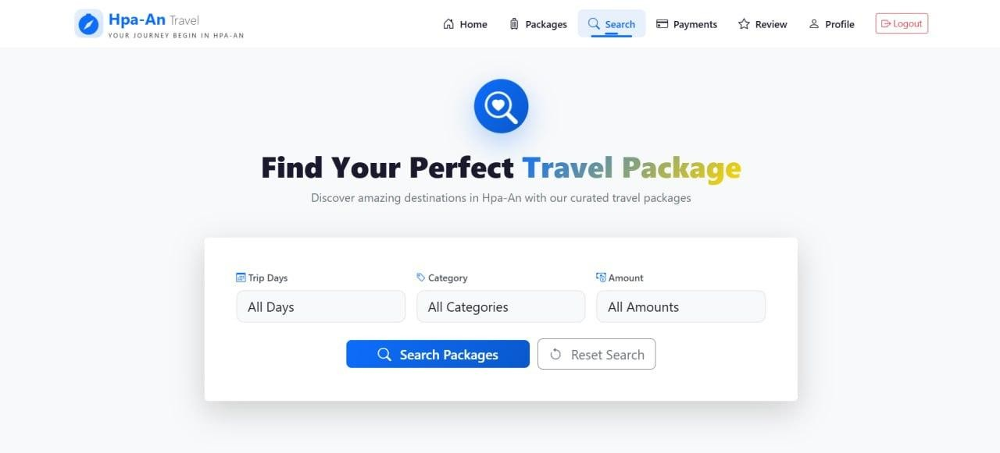 Hpa-An Travel
YOUR JOURNEY BEGIN IN HPA-AN
Home
Packages
Search
Payments
Review
Profile
Logout
Find Your Perfect Travel Package
Discover amazing destinations in Hpa-An with our curated travel packages
Trip Days
Category
Amount
All Days
All Categories
All Amounts
Search Packages
Reset Search